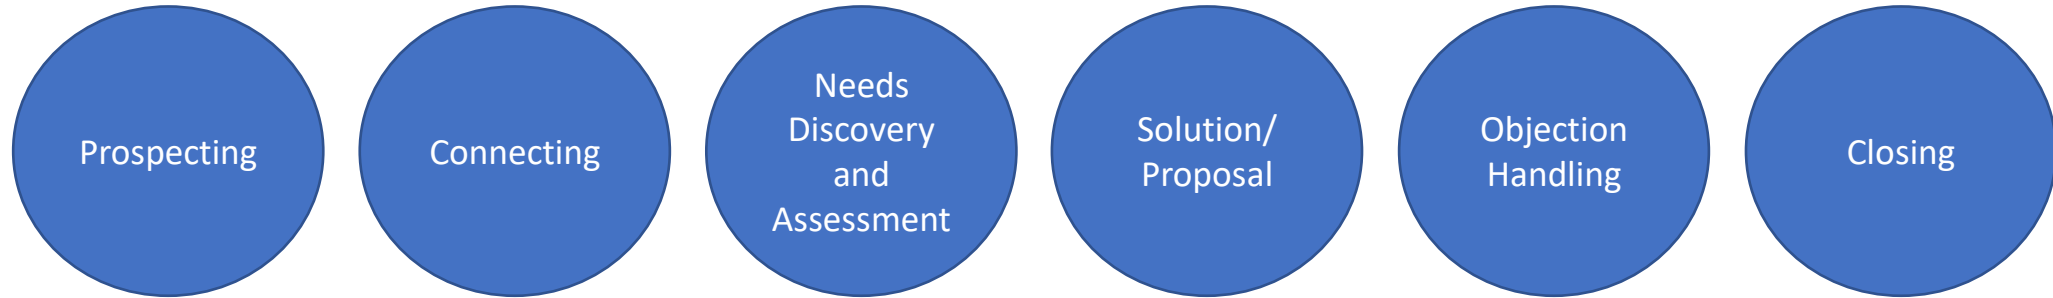 Prospecting
Connecting
Needs
Discovery
and
Assessment
Solution/
Proposal
Objection
Handling
Closing